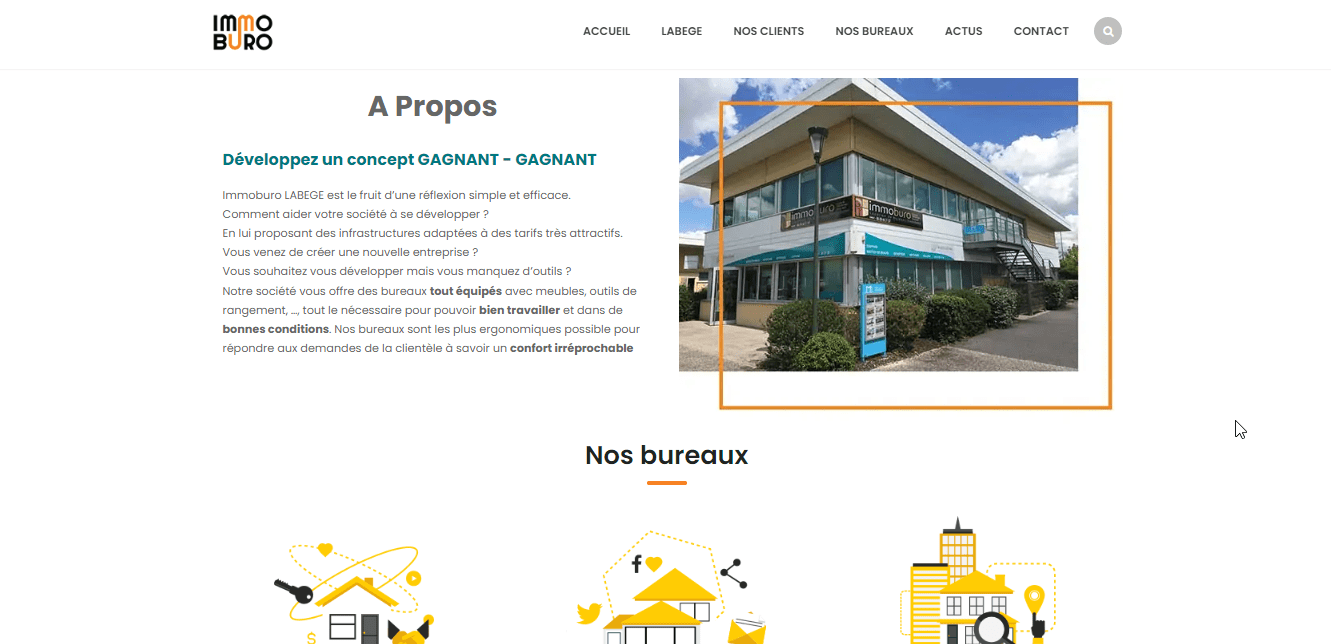 IMMO
BURO
ACCUEIL
LABEGE
NOS CLIENTS
NOS BUREAUX
ACTUS
CONTACT
A Propos
Développez un concept GAGNANT - GAGNANT
Immoburo LABEGE est le fruit d’une réflexion simple et efficace.
Comment aider votre société à se développer ?
En lui proposant des infrastructures adaptées à des tarifs très attractifs.
Vous venez de créer une nouvelle entreprise ?
Vous souhaitez vous développer mais vous manquez d’outils ?
Notre société vous offre des bureaux tout équipés avec meubles, outils de
rangement, …, tout le nécessaire pour pouvoir bien travailler et dans de
bonnes conditions. Nos bureaux sont les plus ergonomiques possible pour
répondre aux demandes de la clientèle à savoir un confort irréprochable
immoburo
immoburo
Nos bureaux